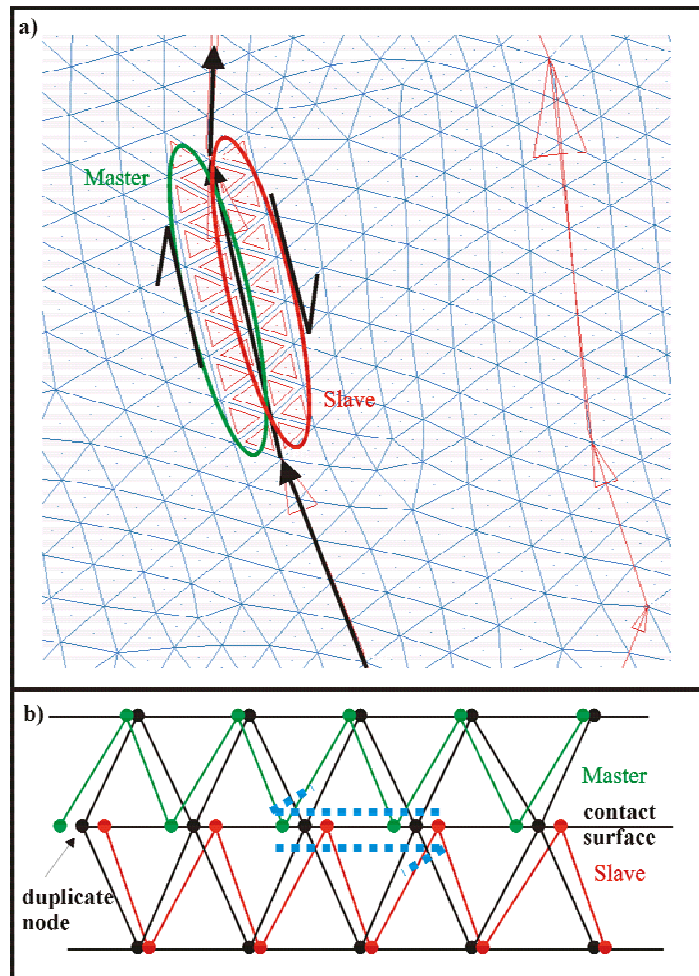 a)
Master
Slave
b)
Master
contact
surface
Slave
duplicate
node